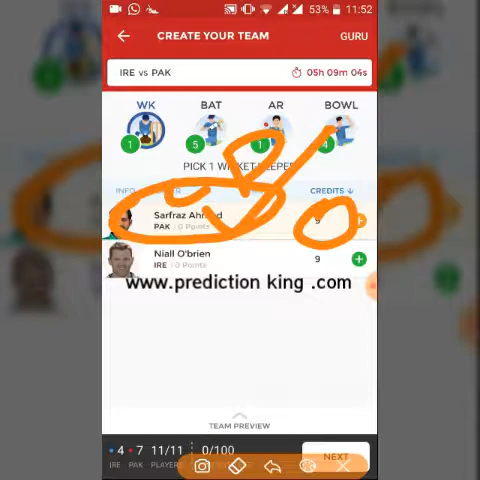 53% 11:52
CREATE YOUR TEAM GURU
IRE vs PAK 05h 09m 04s
WK BAT AR BOWL
1 5 1 4
PICK 1 WICKET KEEPER
INFO CREDITS
Sarfraz Ahmed 9
PAK 0 Points
Niall O'brien 9
IRE 0 Points
www.prediction king .com
TEAM PREVIEW
4 7 11/11 0/100
IRE PAK PLAYERS
NEXT